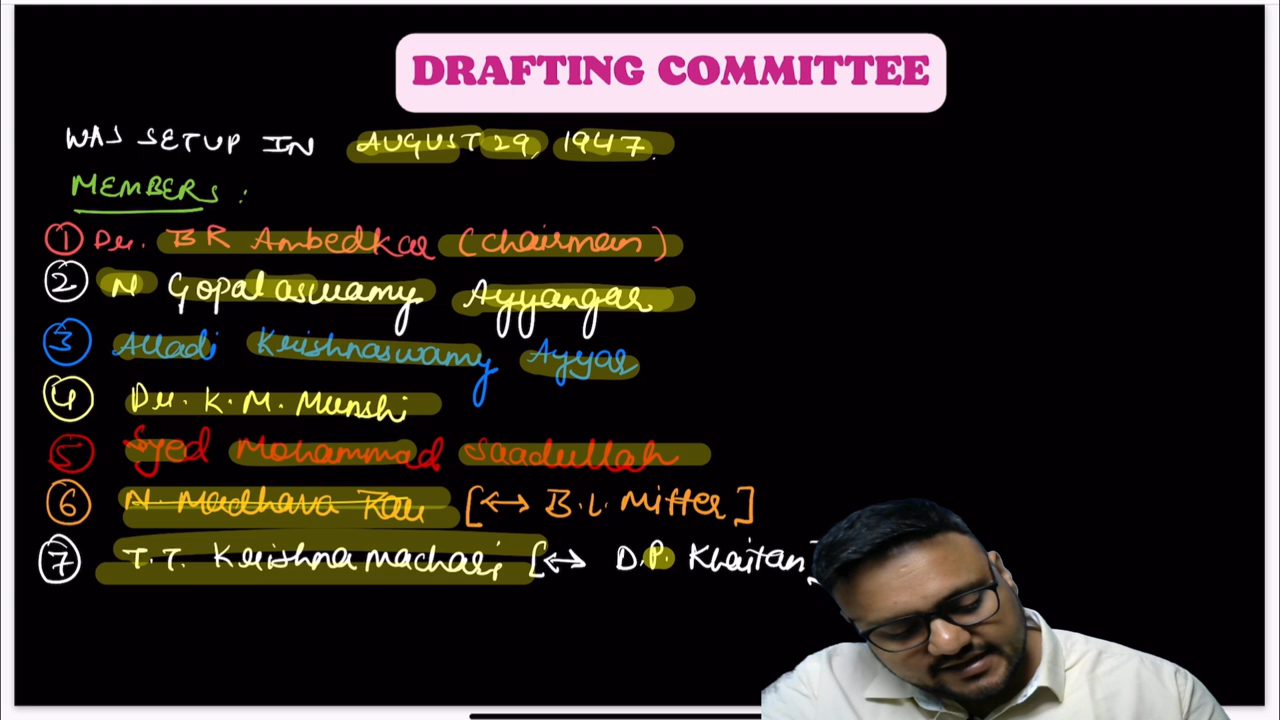 DRAFTING COMMITTEE
WAS SETUP IN AUGUST 29, 1947.
MEMBERS :
① Dr. BR Ambedkar (Chairman)
② N Gopalaswamy Ayyangar
③ Alladi Krishnaswamy Ayyar
④ Dr. K. M. Munshi
⑤ Syed Mohammad Saadullah
⑥ N. Madhava Rau [↔ B. L. Mitter]
⑦ T. T. Krishnamachari [↔ D.P. Khaitan]